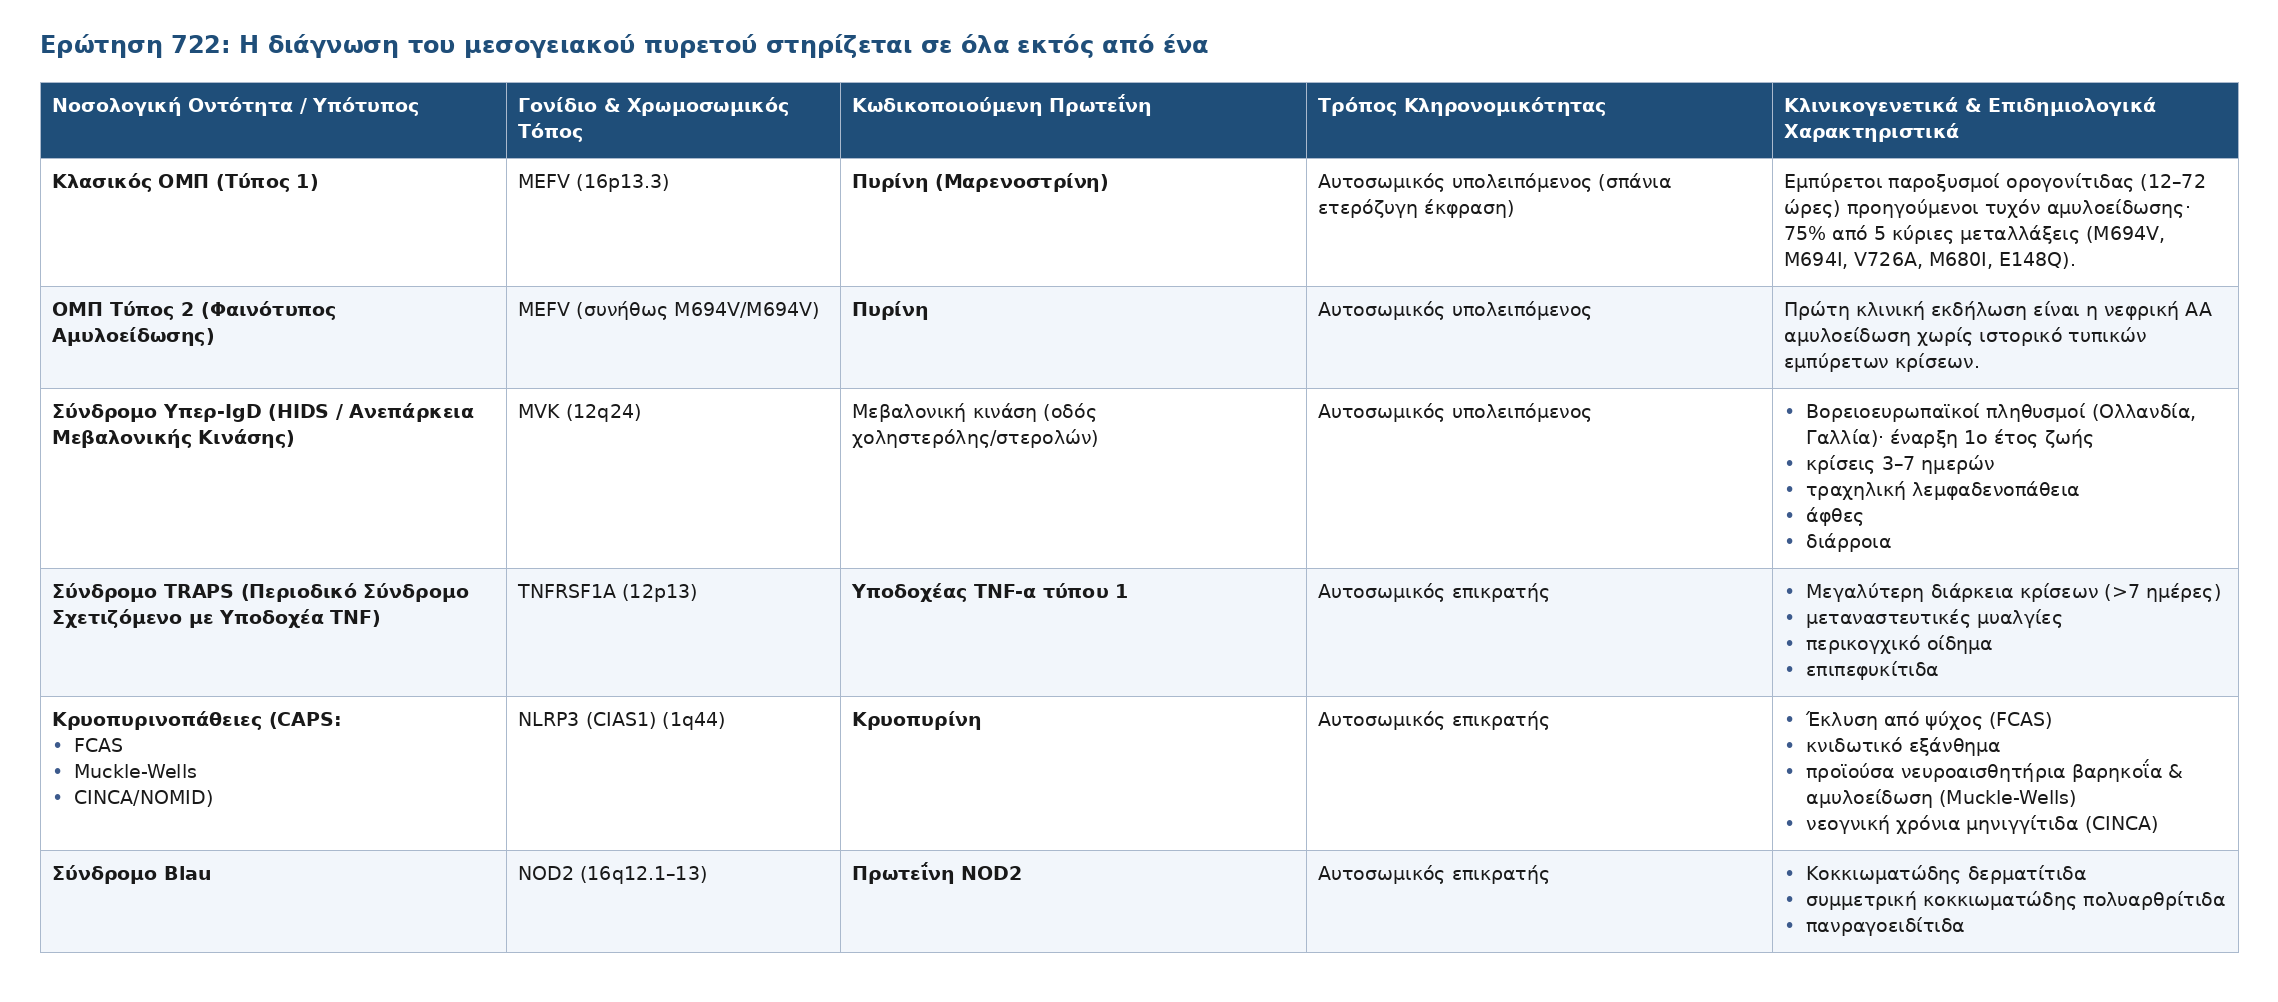 Ερώτηση 722: Η διάγνωση του μεσογειακού πυρετού στηρίζεται σε όλα εκτός από ένα
Νοσολογική Οντότητα / Υπότυπος
Γονίδιο & Χρωμοσωμικός
Τόπος
Κωδικοποιούμενη Πρωτεΐνη
Τρόπος Κληρονομικότητας
Κλινικογενετικά & Επιδημιολογικά
Χαρακτηριστικά
Κλασικός ΟΜΠ (Τύπος 1)
MEFV (16p13.3)
Πυρίνη (Μαρενοστρίνη)
Αυτοσωμικός υπολειπόμενος (σπάνια
ετερόζυγη έκφραση)
Εμπύρετοι παροξυσμοί ορογονίτιδας (12–72
ώρες) προηγούμενοι τυχόν αμυλοείδωσης·
75% από 5 κύριες μεταλλάξεις (M694V,
M694I, V726A, M680I, E148Q).
ΟΜΠ Τύπος 2 (Φαινότυπος
Αμυλοείδωσης)
MEFV (συνήθως M694V/M694V)
Πυρίνη
Αυτοσωμικός υπολειπόμενος
Πρώτη κλινική εκδήλωση είναι η νεφρική ΑΑ
αμυλοείδωση χωρίς ιστορικό τυπικών
εμπύρετων κρίσεων.
Σύνδρομο Υπερ-IgD (HIDS / Ανεπάρκεια
Μεβαλονικής Κινάσης)
MVK (12q24)
Μεβαλονική κινάση (οδός
χοληστερόλης/στερολών)
Αυτοσωμικός υπολειπόμενος
• Βορειοευρωπαϊκοί πληθυσμοί (Ολλανδία,
Γαλλία)· έναρξη 1ο έτος ζωής
• κρίσεις 3–7 ημερών
• τραχηλική λεμφαδενοπάθεια
• άφθες
• διάρροια
Σύνδρομο TRAPS (Περιοδικό Σύνδρομο
Σχετιζόμενο με Υποδοχέα TNF)
TNFRSF1A (12p13)
Υποδοχέας TNF-α τύπου 1
Αυτοσωμικός επικρατής
• Μεγαλύτερη διάρκεια κρίσεων (>7 ημέρες)
• μεταναστευτικές μυαλγίες
• περικογχικό οίδημα
• επιπεφυκίτιδα
Κρυοπυρινοπάθειες (CAPS:
• FCAS
• Muckle-Wells
• CINCA/NOMID)
NLRP3 (CIAS1) (1q44)
Κρυοπυρίνη
Αυτοσωμικός επικρατής
• Έκλυση από ψύχος (FCAS)
• κνιδωτικό εξάνθημα
• προϊούσα νευροαισθητήρια βαρηκοΐα &
αμυλοείδωση (Muckle-Wells)
• νεογνική χρόνια μηνιγγίτιδα (CINCA)
Σύνδρομο Blau
NOD2 (16q12.1–13)
Πρωτεΐνη NOD2
Αυτοσωμικός επικρατής
• Κοκκιωματώδης δερματίτιδα
• συμμετρική κοκκιωματώδης πολυαρθρίτιδα
• πανραγοειδίτιδα